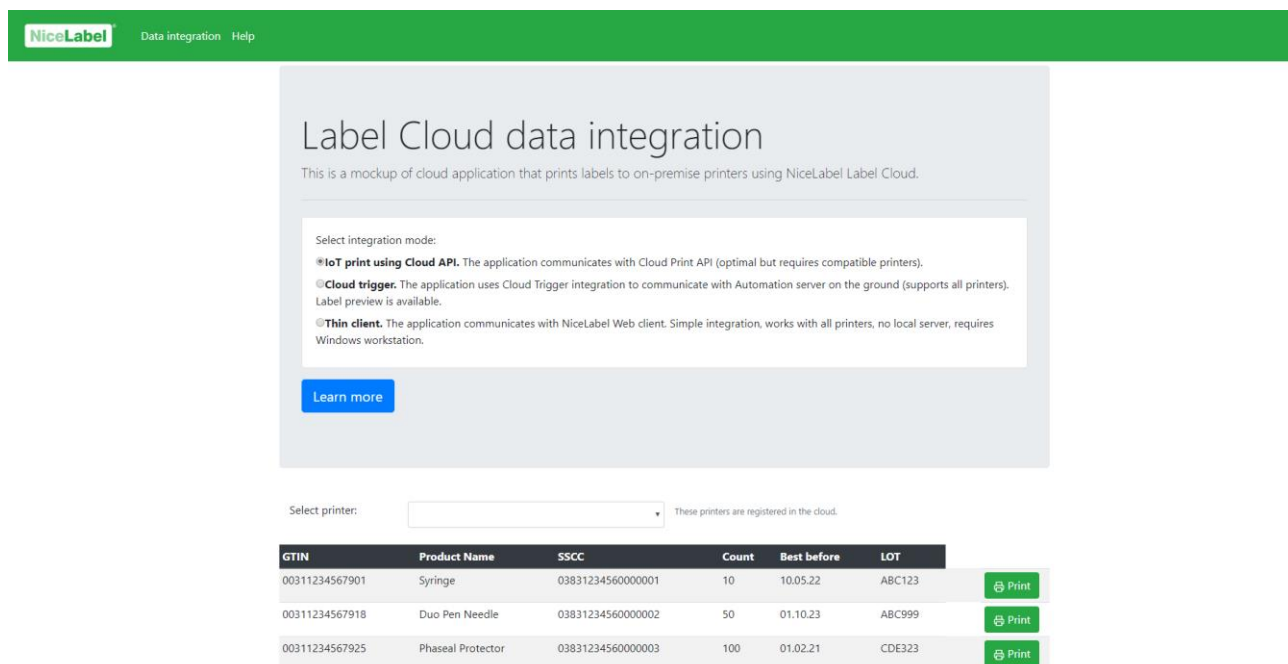 NiceLabel Data integration Help
Label Cloud data integration
This is a mockup of cloud application that prints labels to on-premise printers using NiceLabel Label Cloud.
Select integration mode:
IoT print using Cloud API. The application communicates with Cloud Print API (optimal but requires compatible printers).
Cloud trigger. The application uses Cloud Trigger integration to communicate with Automation server on the ground (supports all printers).
Label preview is available.
Thin client. The application communicates with NiceLabel Web client. Simple integration, works with all printers, no local server, requires
Windows workstation.
Learn more
Select printer: These printers are registered in the cloud.
GTIN Product Name SSCC Count Best before LOT
00311234567901 Syringe 03831234560000001 10 10.05.22 ABC123 Print
00311234567918 Duo Pen Needle 03831234560000002 50 01.10.23 ABC999 Print
00311234567925 Phaseal Protector 03831234560000003 100 01.02.21 CDE323 Print